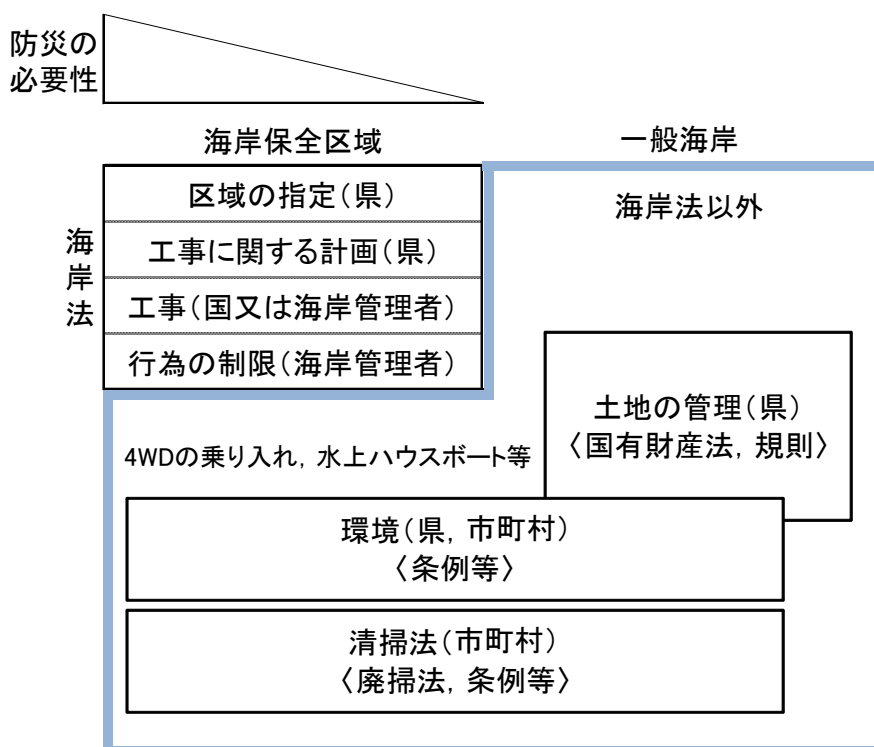 防災の
必要性
海岸保全区域
一般海岸
海岸法
区域の指定(県)
工事に関する計画(県)
工事(国又は海岸管理者)
行為の制限(海岸管理者)
海岸法以外
土地の管理(県)
〈国有財産法, 規則〉
4WDの乗り入れ, 水上ハウスボート等
環境(県, 市町村)
〈条例等〉
清掃法(市町村)
〈廃掃法, 条例等〉